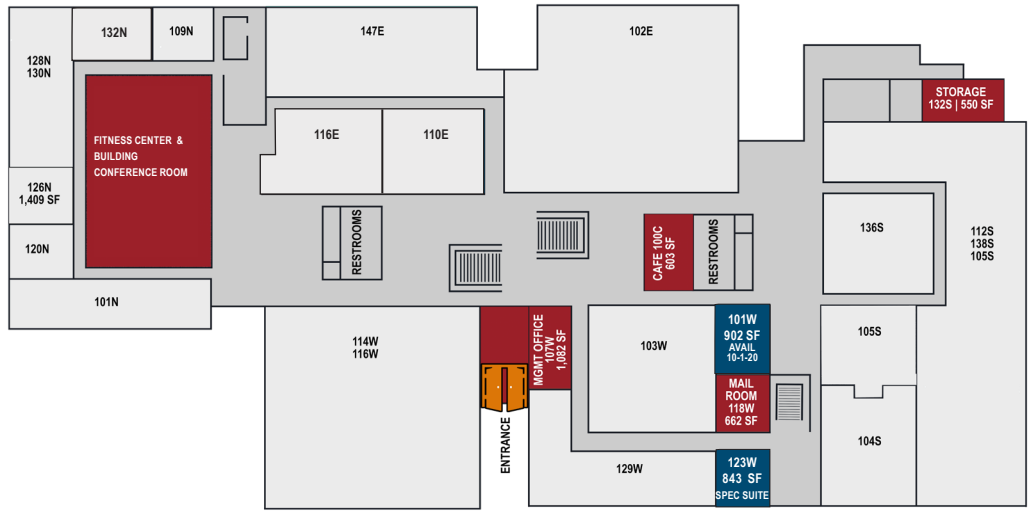 132N
109N
147E
102E
128N
130N
STORAGE
132S | 550 SF
116E
110E
FITNESS CENTER &
BUILDING
CONFERENCE ROOM
126N
1,409 SF
120N
RESTROOMS
CAFE 100C
603 SF
RESTROOMS
136S
112S
138S
105S
101N
114W
116W
MGMT OFFICE
107W
1,082 SF
103W
101W
902 SF
AVAIL
10-1-20
105S
MAIL
ROOM
118W
662 SF
ENTRANCE
129W
123W
843 SF
SPEC SUITE
104S